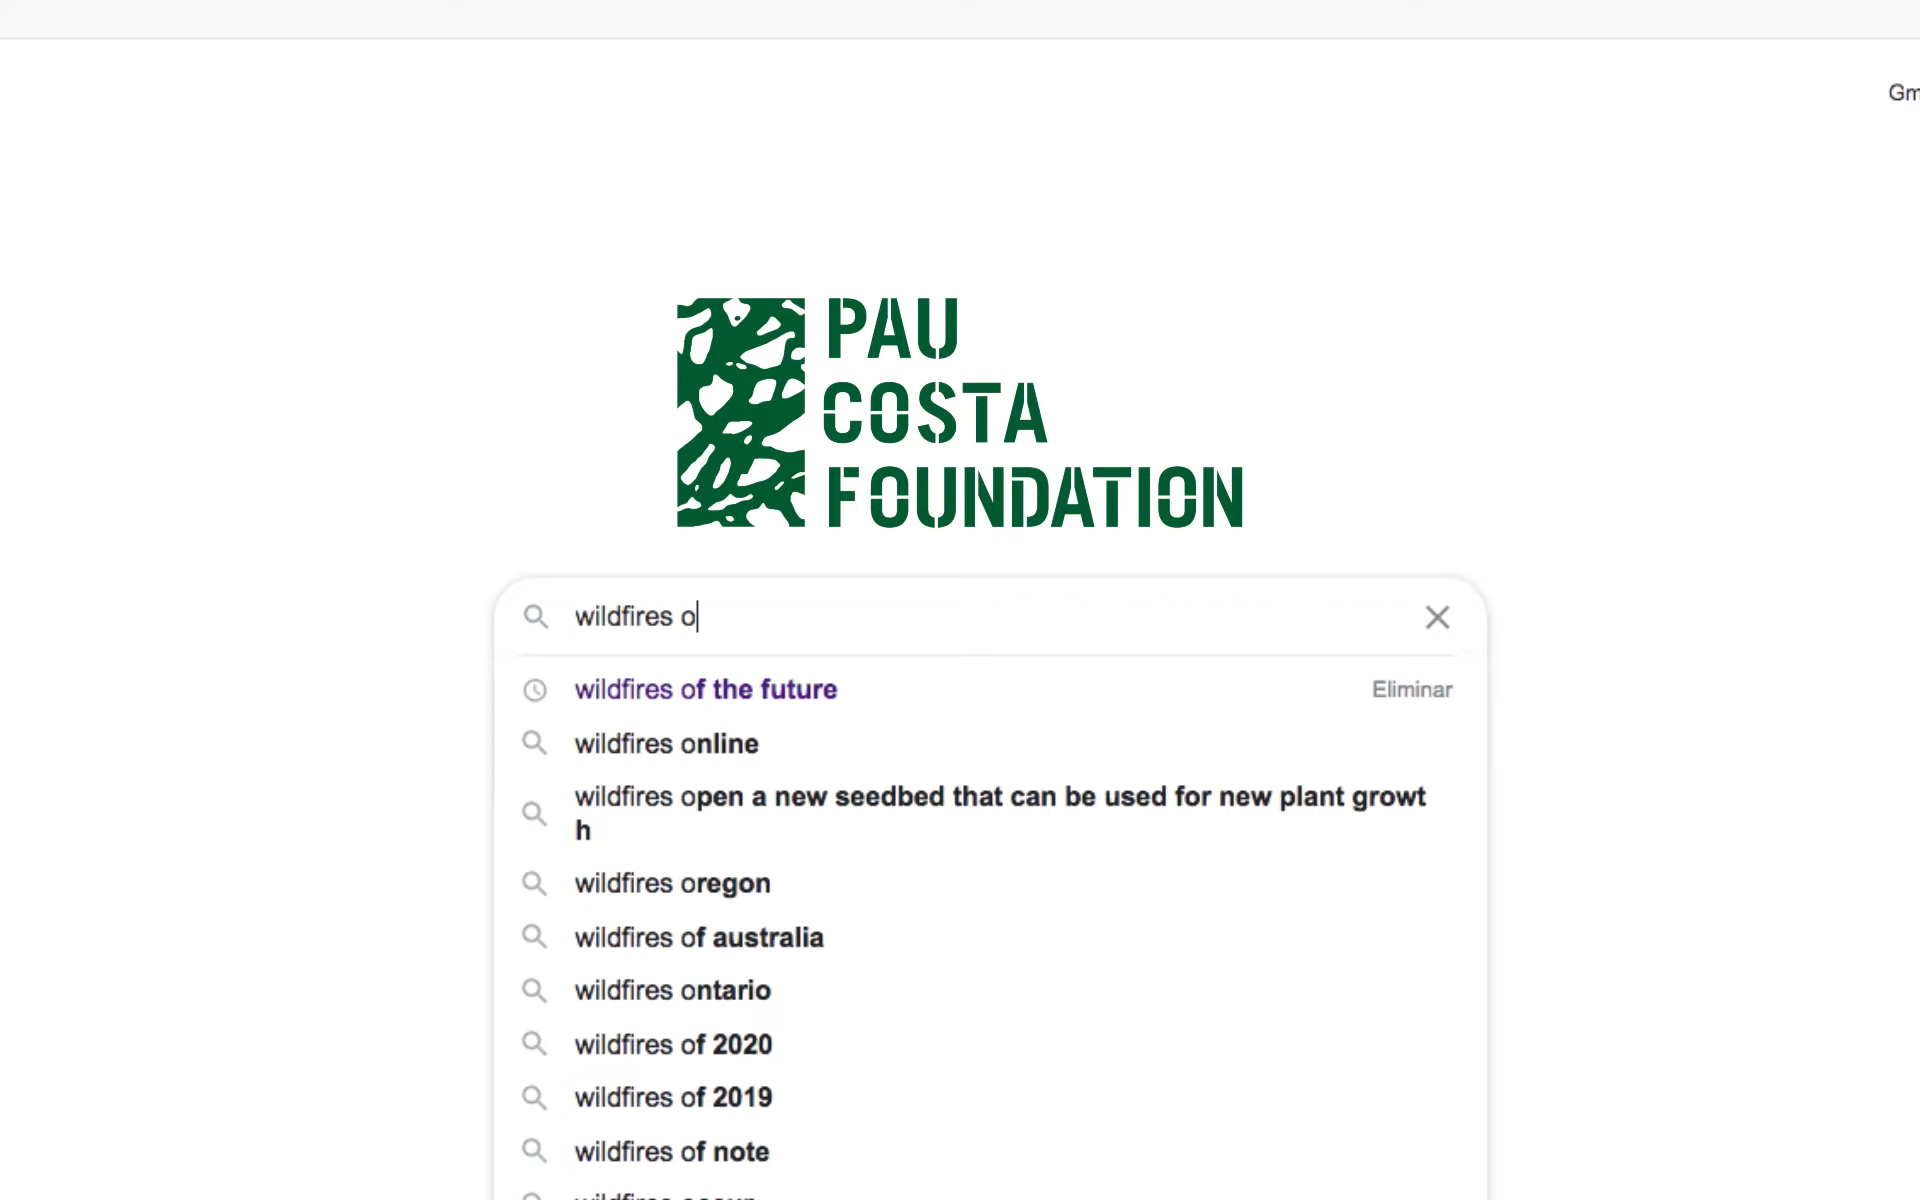 Gm
PAU
COSTA
FOUNDATION
wildfires o
wildfires of the future
Eliminar
wildfires online
wildfires open a new seedbed that can be used for new plant growt
h
wildfires oregon
wildfires of australia
wildfires ontario
wildfires of 2020
wildfires of 2019
wildfires of note